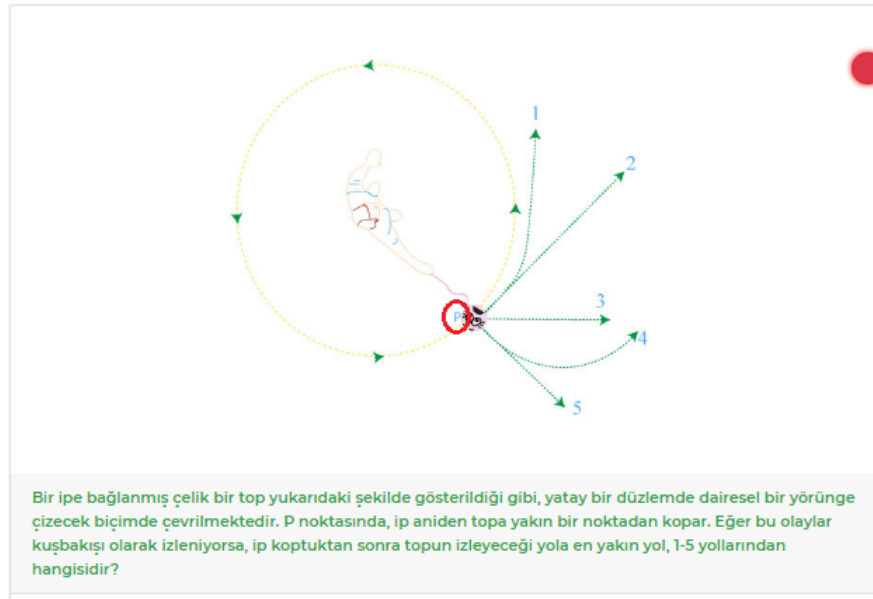 1
2
3
P
4
5
Bir ipe bağlanmış çelik bir top yukarıdaki şekilde gösterildiği gibi, yatay bir düzlemde dairesel bir yörünge
çizecek biçimde çevrilmektedir. P noktasında, ip aniden topa yakın bir noktadan kopar. Eğer bu olaylar
kuşbakışı olarak izleniyorsa, ip koptuktan sonra topun izleyeceği yola en yakın yol, 1-5 yollarından
hangisidir?